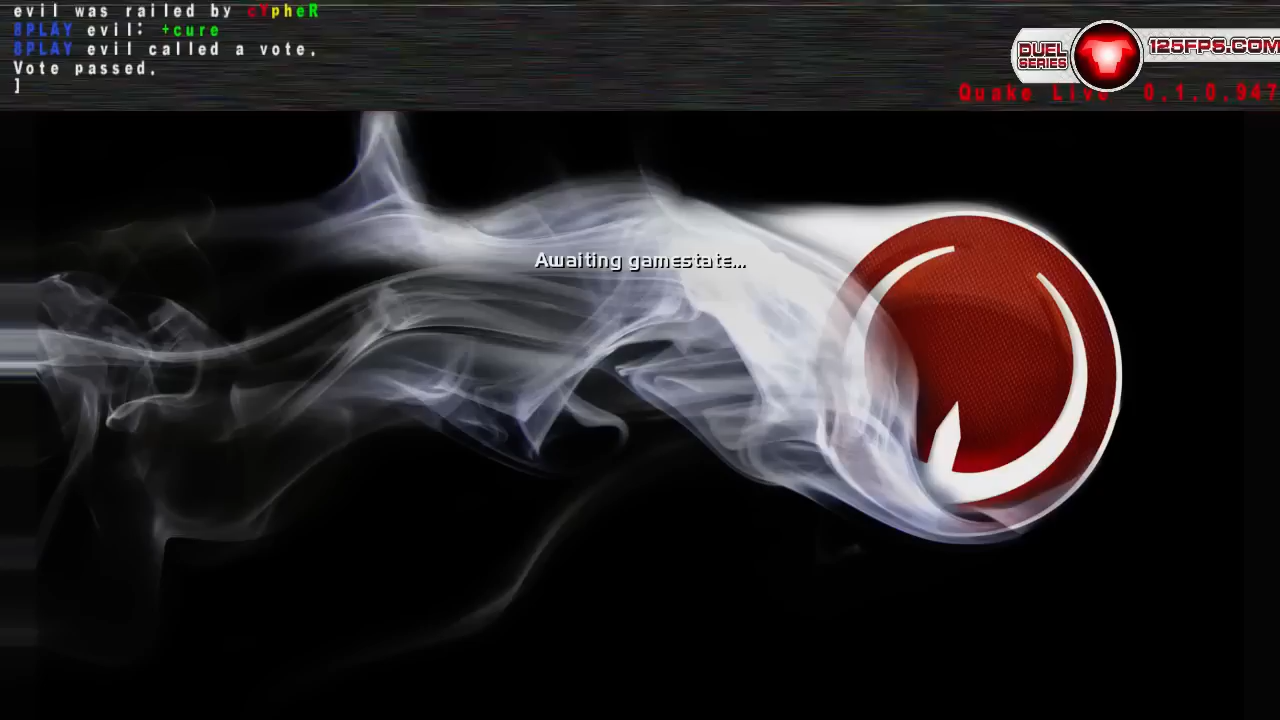 evil was railed by cYpheR
8PLAY evil: +cure
8PLAY evil called a vote.
Vote passed.
]
DUEL
SERIES
125FPS.COM
Quake Live 0.1.0.947
Awaiting gamestate...